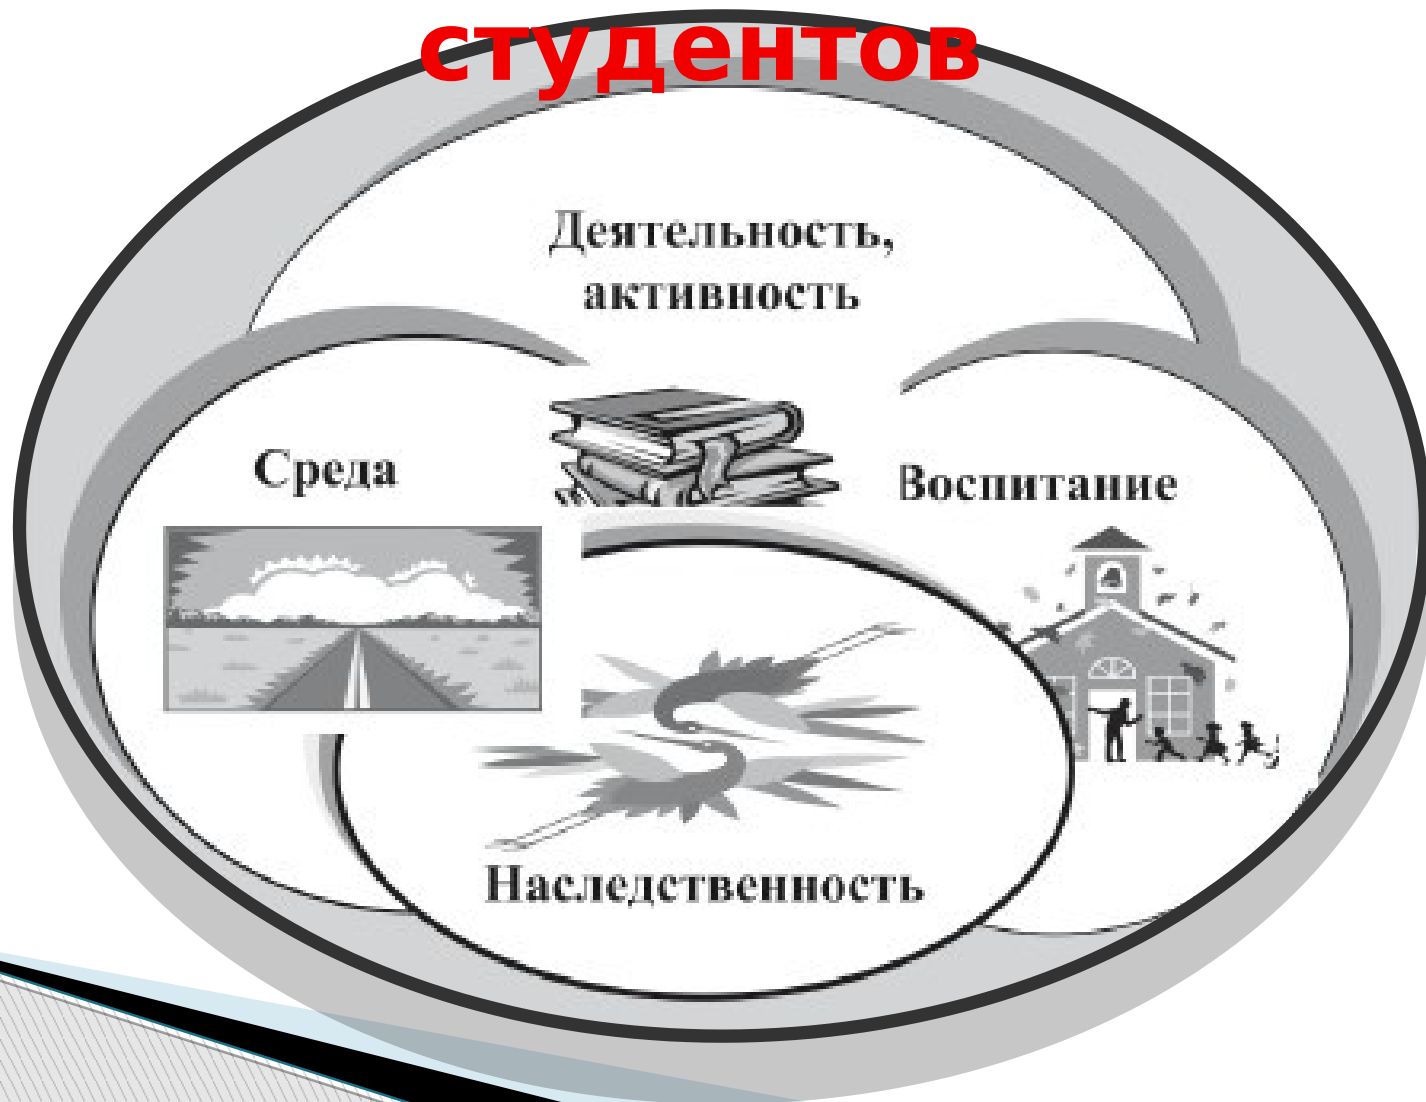 студентов
Деятельность,
активность
Среда
Воспитание
Наследственность